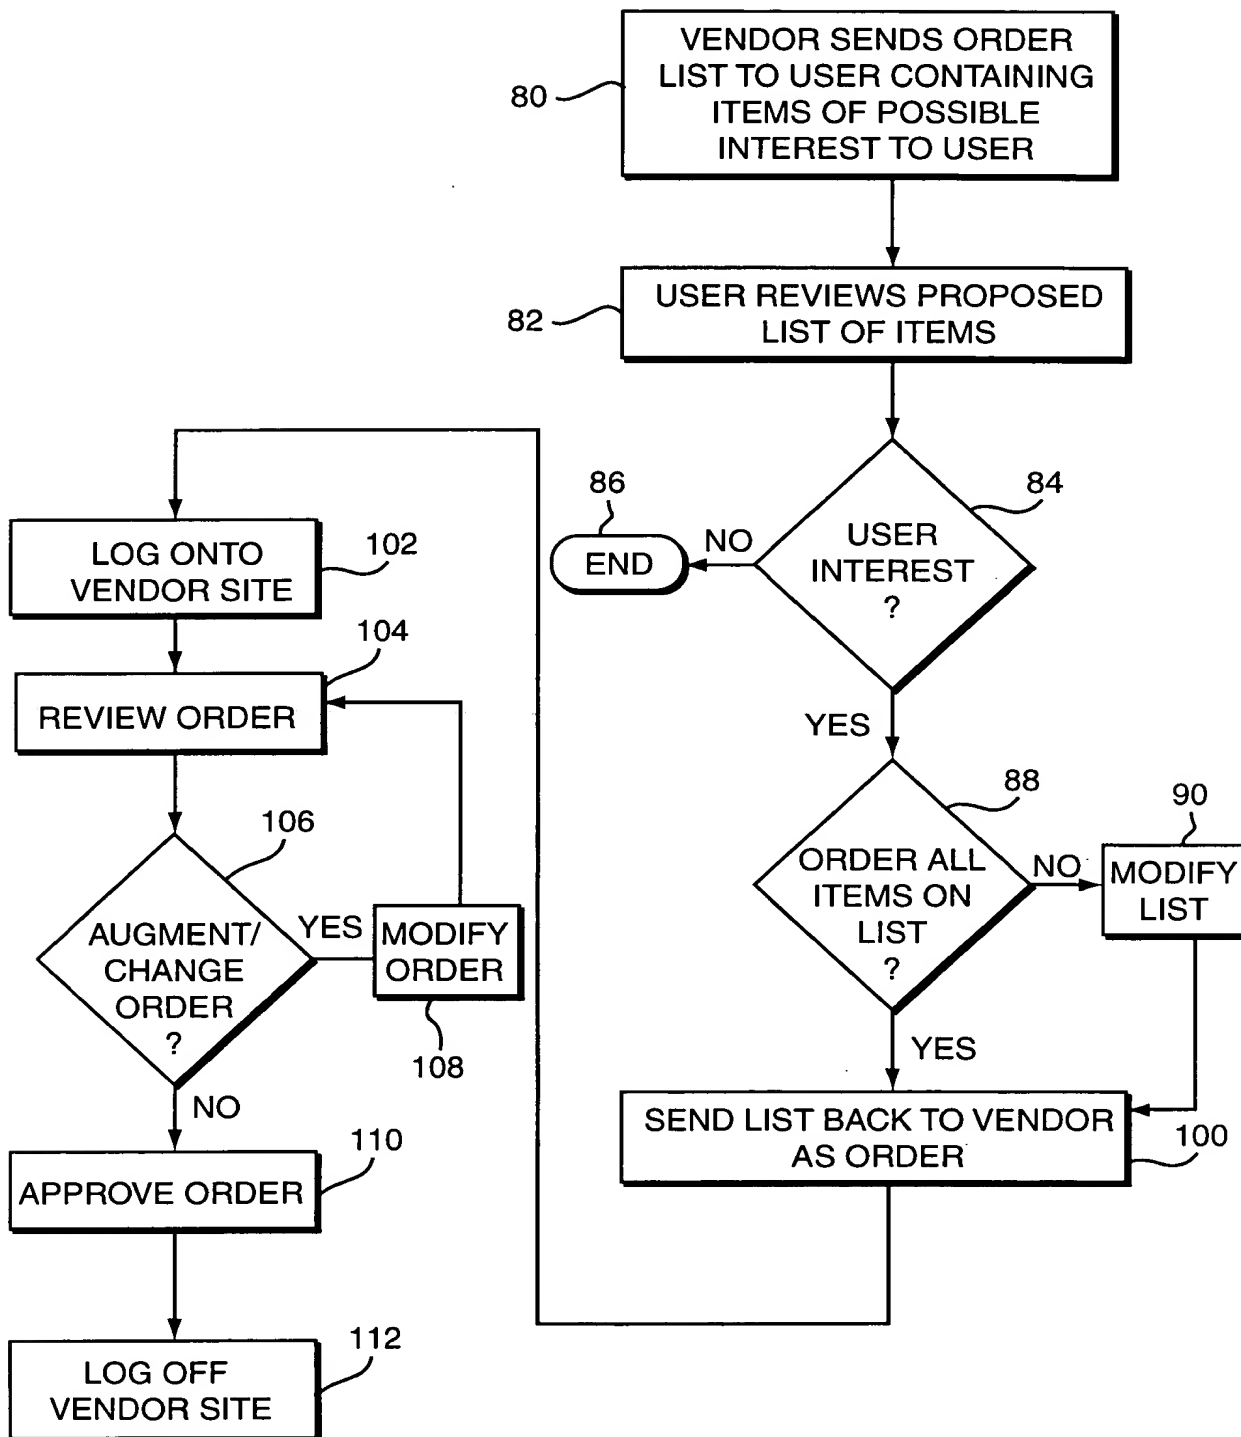 VENDOR SENDS ORDER
LIST TO USER CONTAINING
ITEMS OF POSSIBLE
INTEREST TO USER
80
USER REVIEWS PROPOSED
LIST OF ITEMS
82
84
USER
INTEREST
?
NO
86
END
YES
88
ORDER ALL
ITEMS ON
LIST
?
NO
90
MODIFY
LIST
YES
SEND LIST BACK TO VENDOR
AS ORDER
100
LOG ONTO
VENDOR SITE
102
104
REVIEW ORDER
106
AUGMENT/
CHANGE
ORDER
?
YES
MODIFY
ORDER
108
NO
110
APPROVE ORDER
112
LOG OFF
VENDOR SITE